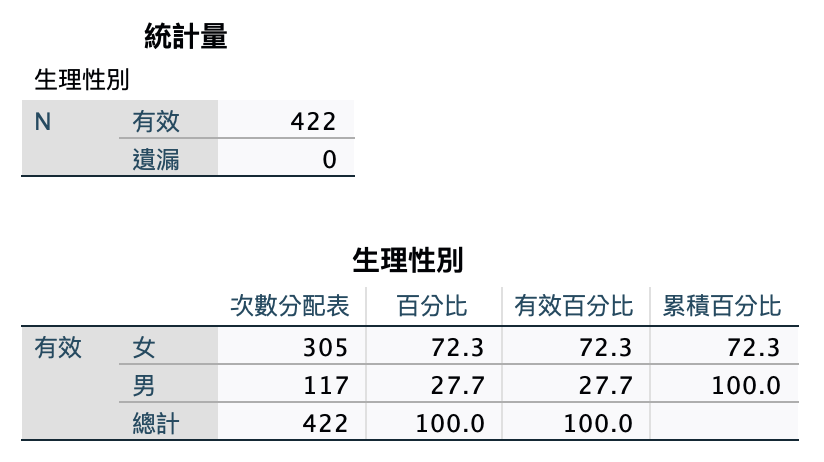 統計量
生理性別
N 有效 422
遺漏 0
生理性別
次數分配表 百分比 有效百分比 累積百分比
有效 女 305 72.3 72.3 72.3
男 117 27.7 27.7 100.0
總計 422 100.0 100.0